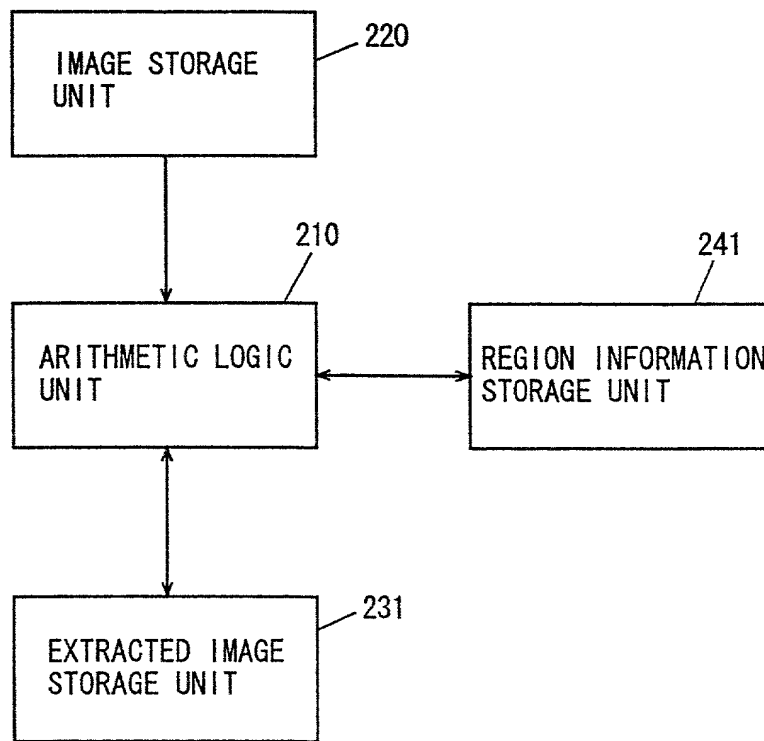 220
IMAGE STORAGE
UNIT
210
241
ARITHMETIC LOGIC
UNIT
REGION INFORMATION
STORAGE UNIT
231
EXTRACTED IMAGE
STORAGE UNIT